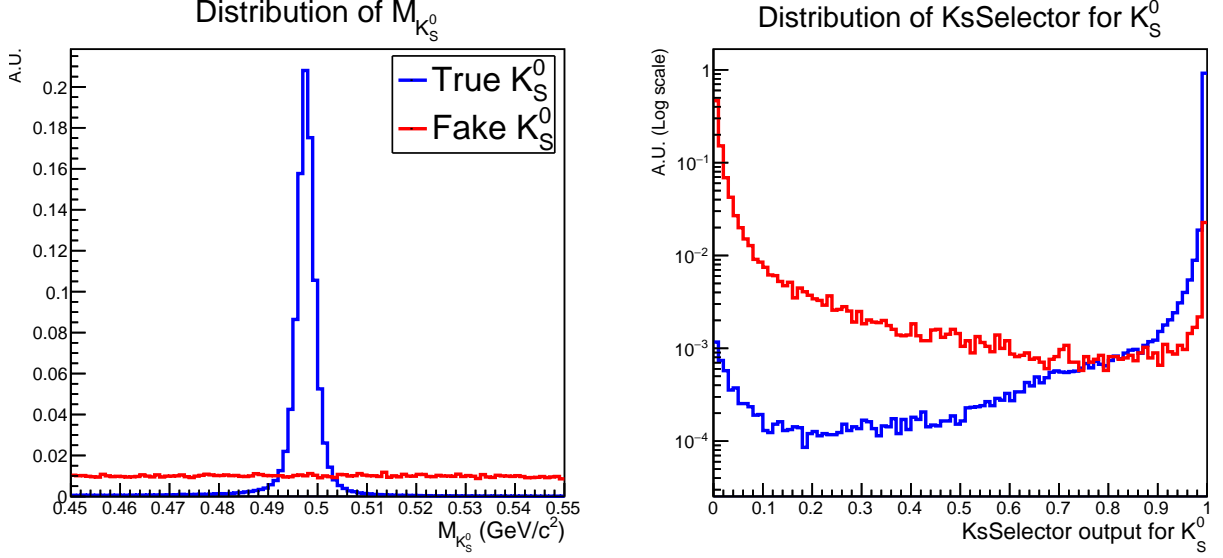 Distribution of M_{K_S^0}
A.U.
0.2
0.18
0.16
0.14
0.12
0.1
0.08
0.06
0.04
0.02
0
True K_S^0
Fake K_S^0
0.45 0.46 0.47 0.48 0.49 0.5 0.51 0.52 0.53 0.54 0.55
M_{K_S^0} (GeV/c^2)
Distribution of KsSelector for K_S^0
A.U. (Log scale)
1
10^{-1}
10^{-2}
10^{-3}
10^{-4}
0 0.1 0.2 0.3 0.4 0.5 0.6 0.7 0.8 0.9 1
KsSelector output for K_S^0